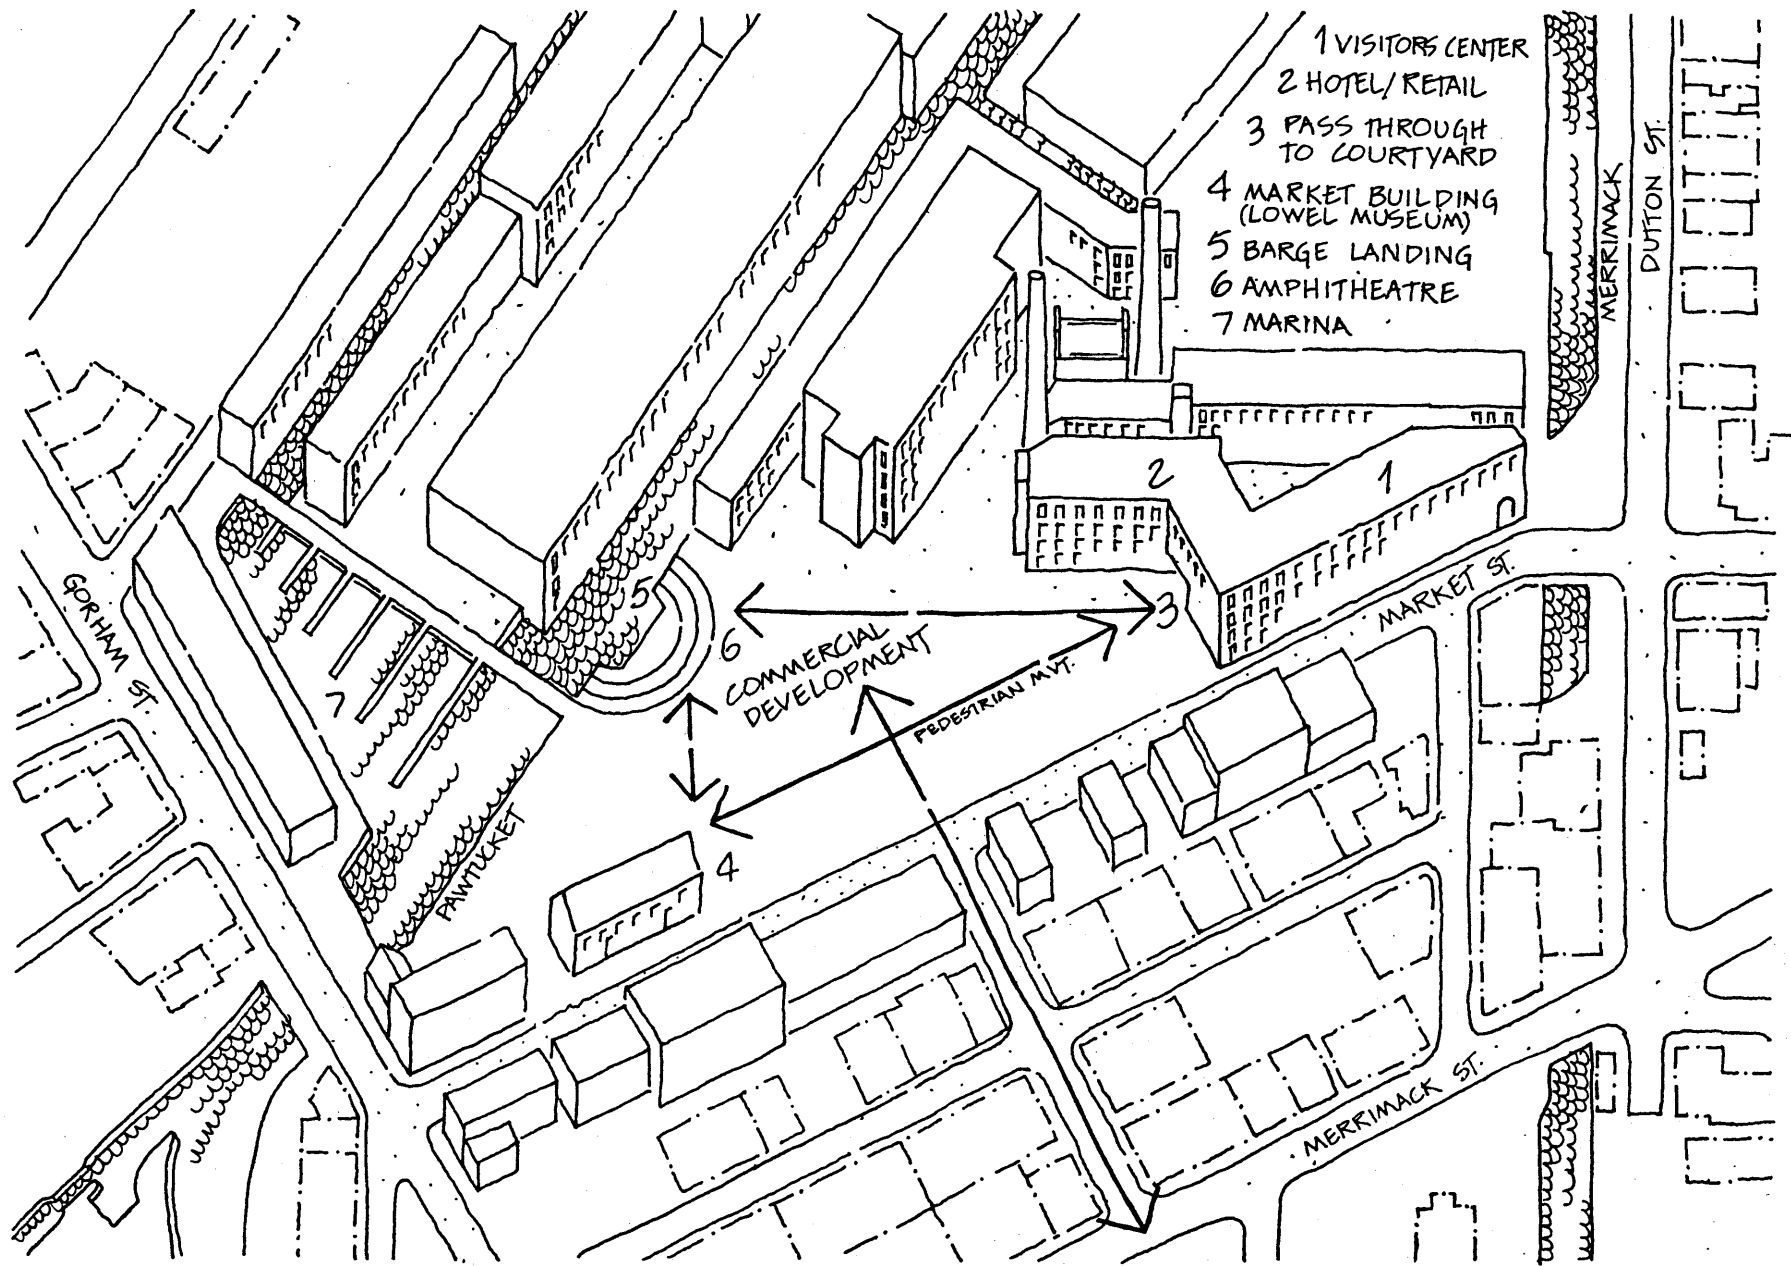 1 VISITORS CENTER
2 HOTEL/RETAIL
3 PASS THROUGH
TO COURTYARD
4 MARKET BUILDING
(LOWEL MUSEUM)
5 BARGE LANDING
6 AMPHITHEATRE
7 MARINA
MERRIMACK
DUTTON ST.
2
1
GORHAM ST.
5
3
MARKET ST.
6
COMMERCIAL
DEVELOPMENT
PEDESTRIAN MVT.
7
PAWTUCKET
4
MERRIMACK ST.